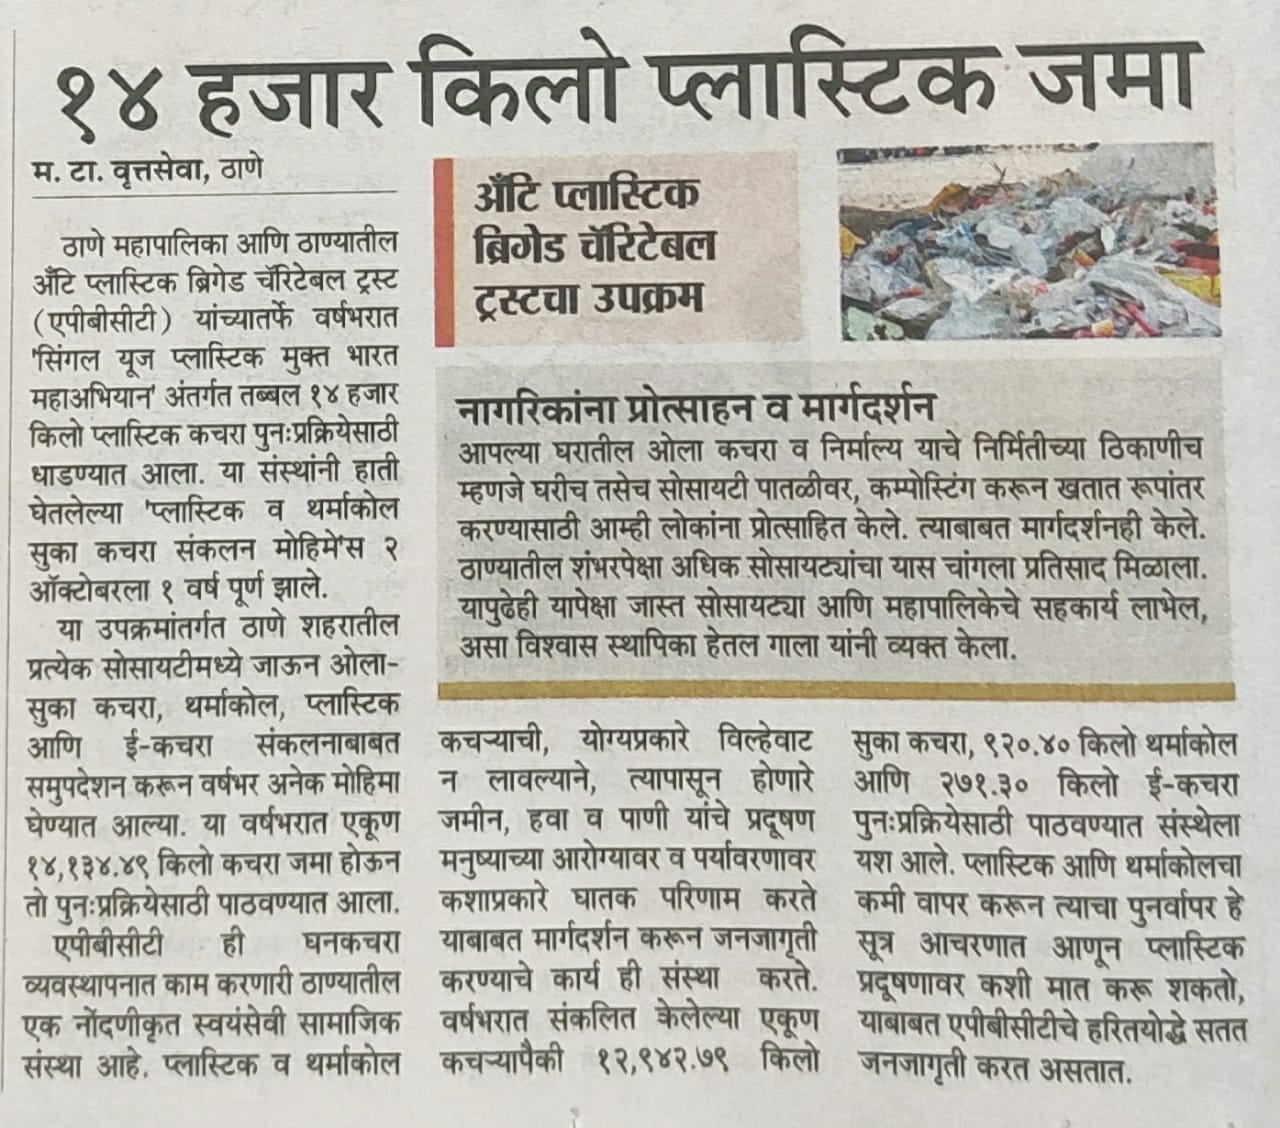 १४ हजार किलो प्लास्टिक जमा
म. टा. वृत्तसेवा, ठाणे
ठाणे महापालिका आणि ठाण्यातील
अँटि प्लास्टिक ब्रिगेड चॅरिटेबल ट्रस्ट
(एपीबीसीटी) यांच्यातर्फे वर्षभरात
'सिंगल यूज प्लास्टिक मुक्त भारत
महाअभियान' अंतर्गत तब्बल १४ हजार
किलो प्लास्टिक कचरा पुनःप्रक्रियेसाठी
धाडण्यात आला. या संस्थांनी हाती
घेतलेल्या 'प्लास्टिक व थर्माकोल
सुका कचरा संकलन मोहिमे'स २
ऑक्टोबरला १ वर्ष पूर्ण झाले.
या उपक्रमांतर्गत ठाणे शहरातील
प्रत्येक सोसायटीमध्ये जाऊन ओला-
सुका कचरा, थर्माकोल, प्लास्टिक
आणि ई-कचरा संकलनाबाबत
समुपदेशन करून वर्षभर अनेक मोहिमा
घेण्यात आल्या. या वर्षभरात एकूण
१४,१३४.४९ किलो कचरा जमा होऊन
तो पुनःप्रक्रियेसाठी पाठवण्यात आला.
एपीबीसीटी ही घनकचरा
व्यवस्थापनात काम करणारी ठाण्यातील
एक नोंदणीकृत स्वयंसेवी सामाजिक
संस्था आहे. प्लास्टिक व थर्माकोल
अँटि प्लास्टिक
ब्रिगेड चॅरिटेबल
ट्रस्टचा उपक्रम
नागरिकांना प्रोत्साहन व मार्गदर्शन
आपल्या घरातील ओला कचरा व निर्माल्य याचे निर्मितीच्या ठिकाणीच
म्हणजे घरीच तसेच सोसायटी पातळीवर, कम्पोस्टिंग करून खतात रूपांतर
करण्यासाठी आम्ही लोकांना प्रोत्साहित केले. त्याबाबत मार्गदर्शनही केले.
ठाण्यातील शंभरपेक्षा अधिक सोसायट्यांचा यास चांगला प्रतिसाद मिळाला.
यापुढेही यापेक्षा जास्त सोसायट्या आणि महापालिकेचे सहकार्य लाभेल,
असा विश्वास स्थापिका हेतल गाला यांनी व्यक्त केला.
कचऱ्याची, योग्यप्रकारे विल्हेवाट
न लावल्याने, त्यापासून होणारे
जमीन, हवा व पाणी यांचे प्रदूषण
मनुष्याच्या आरोग्यावर व पर्यावरणावर
कशाप्रकारे घातक परिणाम करते
याबाबत मार्गदर्शन करून जनजागृती
करण्याचे कार्य ही संस्था करते.
वर्षभरात संकलित केलेल्या एकूण
कचऱ्यापैकी १२,९४२.७९ किलो
सुका कचरा, ९२०.४० किलो थर्माकोल
आणि २७१.३० किलो ई-कचरा
पुनःप्रक्रियेसाठी पाठवण्यात संस्थेला
यश आले. प्लास्टिक आणि थर्माकोलचा
कमी वापर करून त्याचा पुनर्वापर हे
सूत्र आचरणात आणून प्लास्टिक
प्रदूषणावर कशी मात करू शकतो,
याबाबत एपीबीसीटीचे हरितयोद्धे सतत
जनजागृती करत असतात.